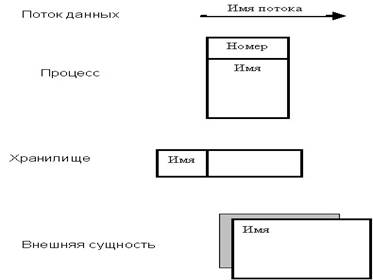 Поток данных Имя потока
Номер
Процесс Имя
Хранилище Имя
Имя
Внешняя сущность